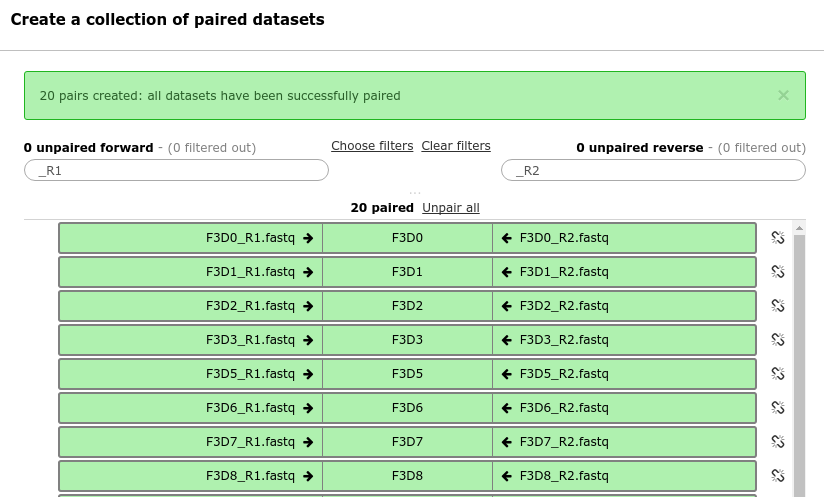 Create a collection of paired datasets
20 pairs created: all datasets have been successfully paired ×
0 unpaired forward - (0 filtered out) Choose filters Clear filters 0 unpaired reverse - (0 filtered out)
_R1 _R2
...
20 paired Unpair all
F3D0_R1.fastq → F3D0 ← F3D0_R2.fastq
F3D1_R1.fastq → F3D1 ← F3D1_R2.fastq
F3D2_R1.fastq → F3D2 ← F3D2_R2.fastq
F3D3_R1.fastq → F3D3 ← F3D3_R2.fastq
F3D5_R1.fastq → F3D5 ← F3D5_R2.fastq
F3D6_R1.fastq → F3D6 ← F3D6_R2.fastq
F3D7_R1.fastq → F3D7 ← F3D7_R2.fastq
F3D8_R1.fastq → F3D8 ← F3D8_R2.fastq